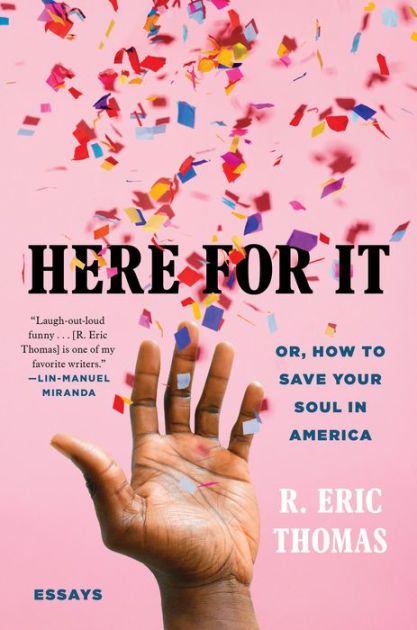 HERE FOR IT
“Laugh-out-loud
funny . . . [R. Eric
Thomas] is one of my
favorite writers.”
—LIN-MANUEL
MIRANDA
OR, HOW TO
SAVE YOUR
SOUL IN
AMERICA
R. ERIC
THOMAS
ESSAYS